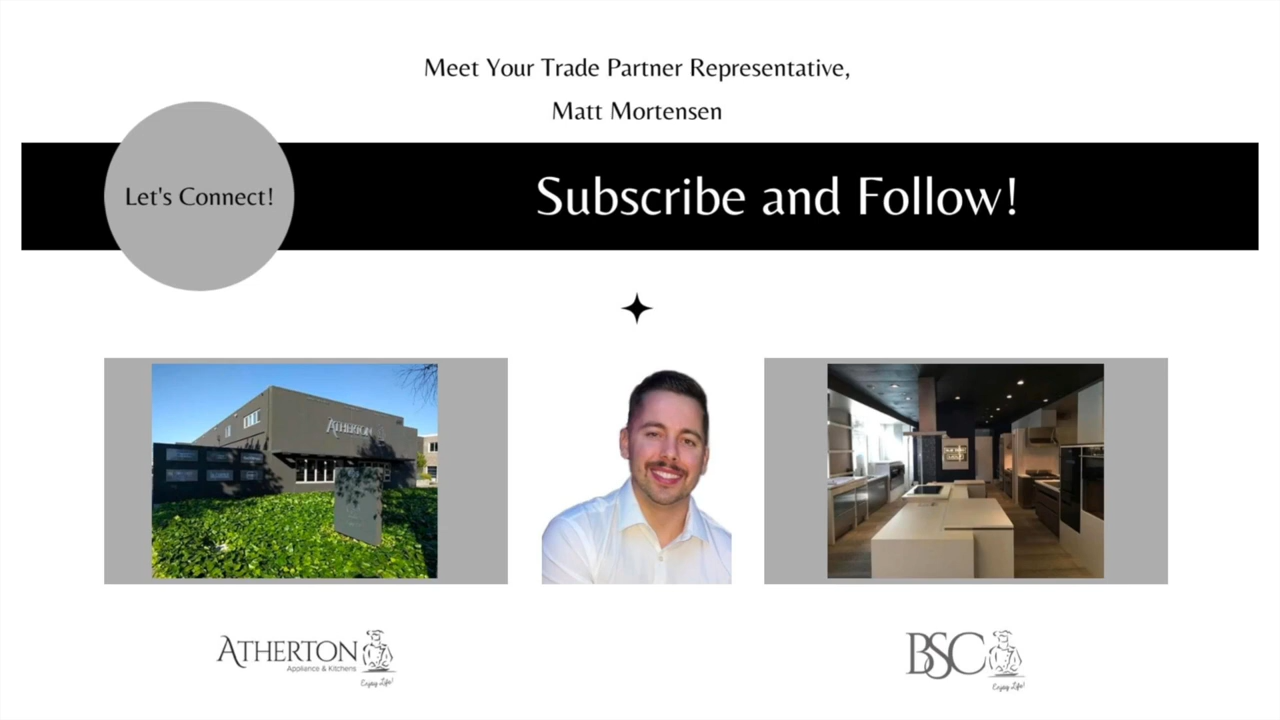 Meet Your Trade Partner Representative,
Matt Mortensen
Let's Connect!
Subscribe and Follow!
ATHERTON
ATHERTON
Appliance & Kitchens
Enjoy Life!
BSC
Enjoy Life!